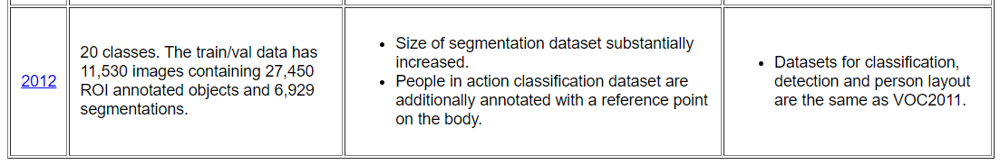 2012
20 classes. The train/val data has
11,530 images containing 27,450
ROI annotated objects and 6,929
segmentations.
• Size of segmentation dataset substantially
increased.
• People in action classification dataset are
additionally annotated with a reference point
on the body.
• Datasets for classification,
detection and person layout
are the same as VOC2011.